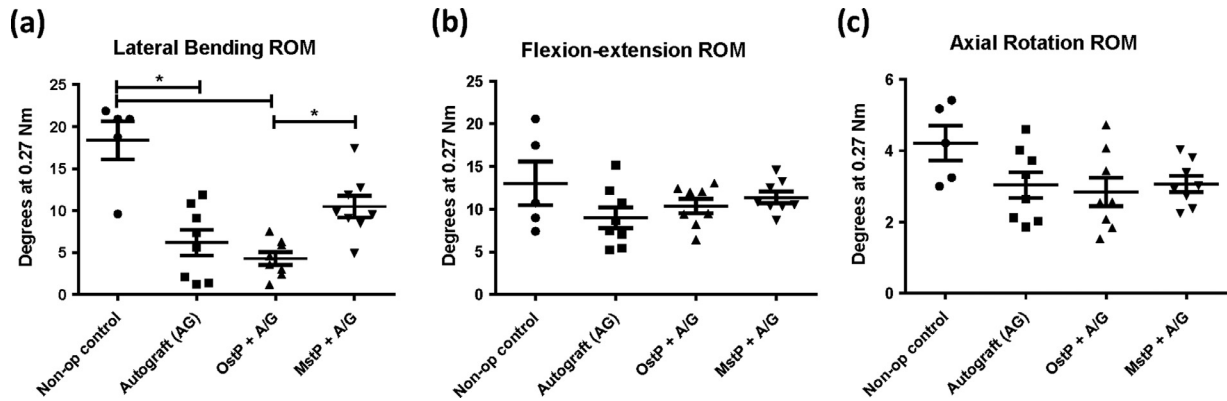 (a)
Lateral Bending ROM
Degrees at 0.27 Nm
25
20
15
10
5
0
*
*
Non-op control
Autograft (AG)
OstP + A/G
MstP + A/G
(b)
Flexion-extension ROM
Degrees at 0.27 Nm
25
20
15
10
5
0
Non-op control
Autograft (AG)
OstP + A/G
MstP + A/G
(c)
Axial Rotation ROM
Degrees at 0.27 Nm
6
4
2
0
Non-op control
Autograft (AG)
OstP + A/G
MstP + A/G